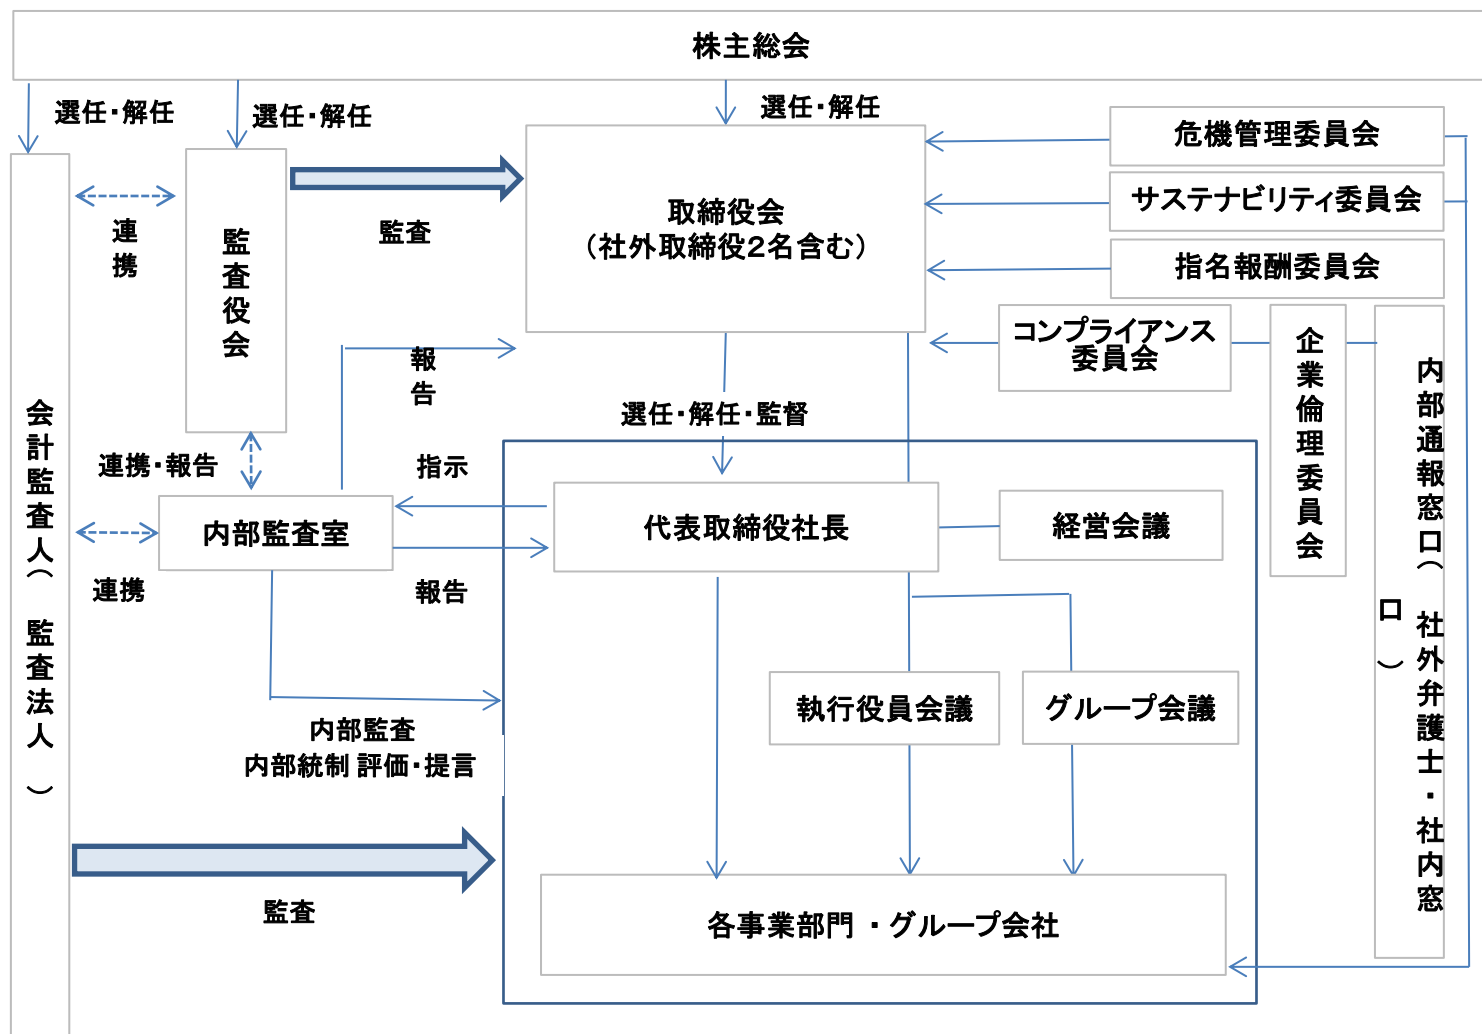 株主総会
選任・解任
選任・解任
選任・解任
危機管理委員会
サステナビリティ委員会
指名報酬委員会
取締役会
（社外取締役２名含む）
監査役会
連携
監査
コンプライアンス
委員会
企業倫理委員会
内部通報窓口（社外弁護士・社内窓
口）
報告
選任・解任・監督
会計監査人（監査法人）
連携・報告
指示
内部監査室
代表取締役社長
経営会議
連携
報告
執行役員会議
グループ会議
内部監査
内部統制 評価・提言
監査
各事業部門 ・グループ会社